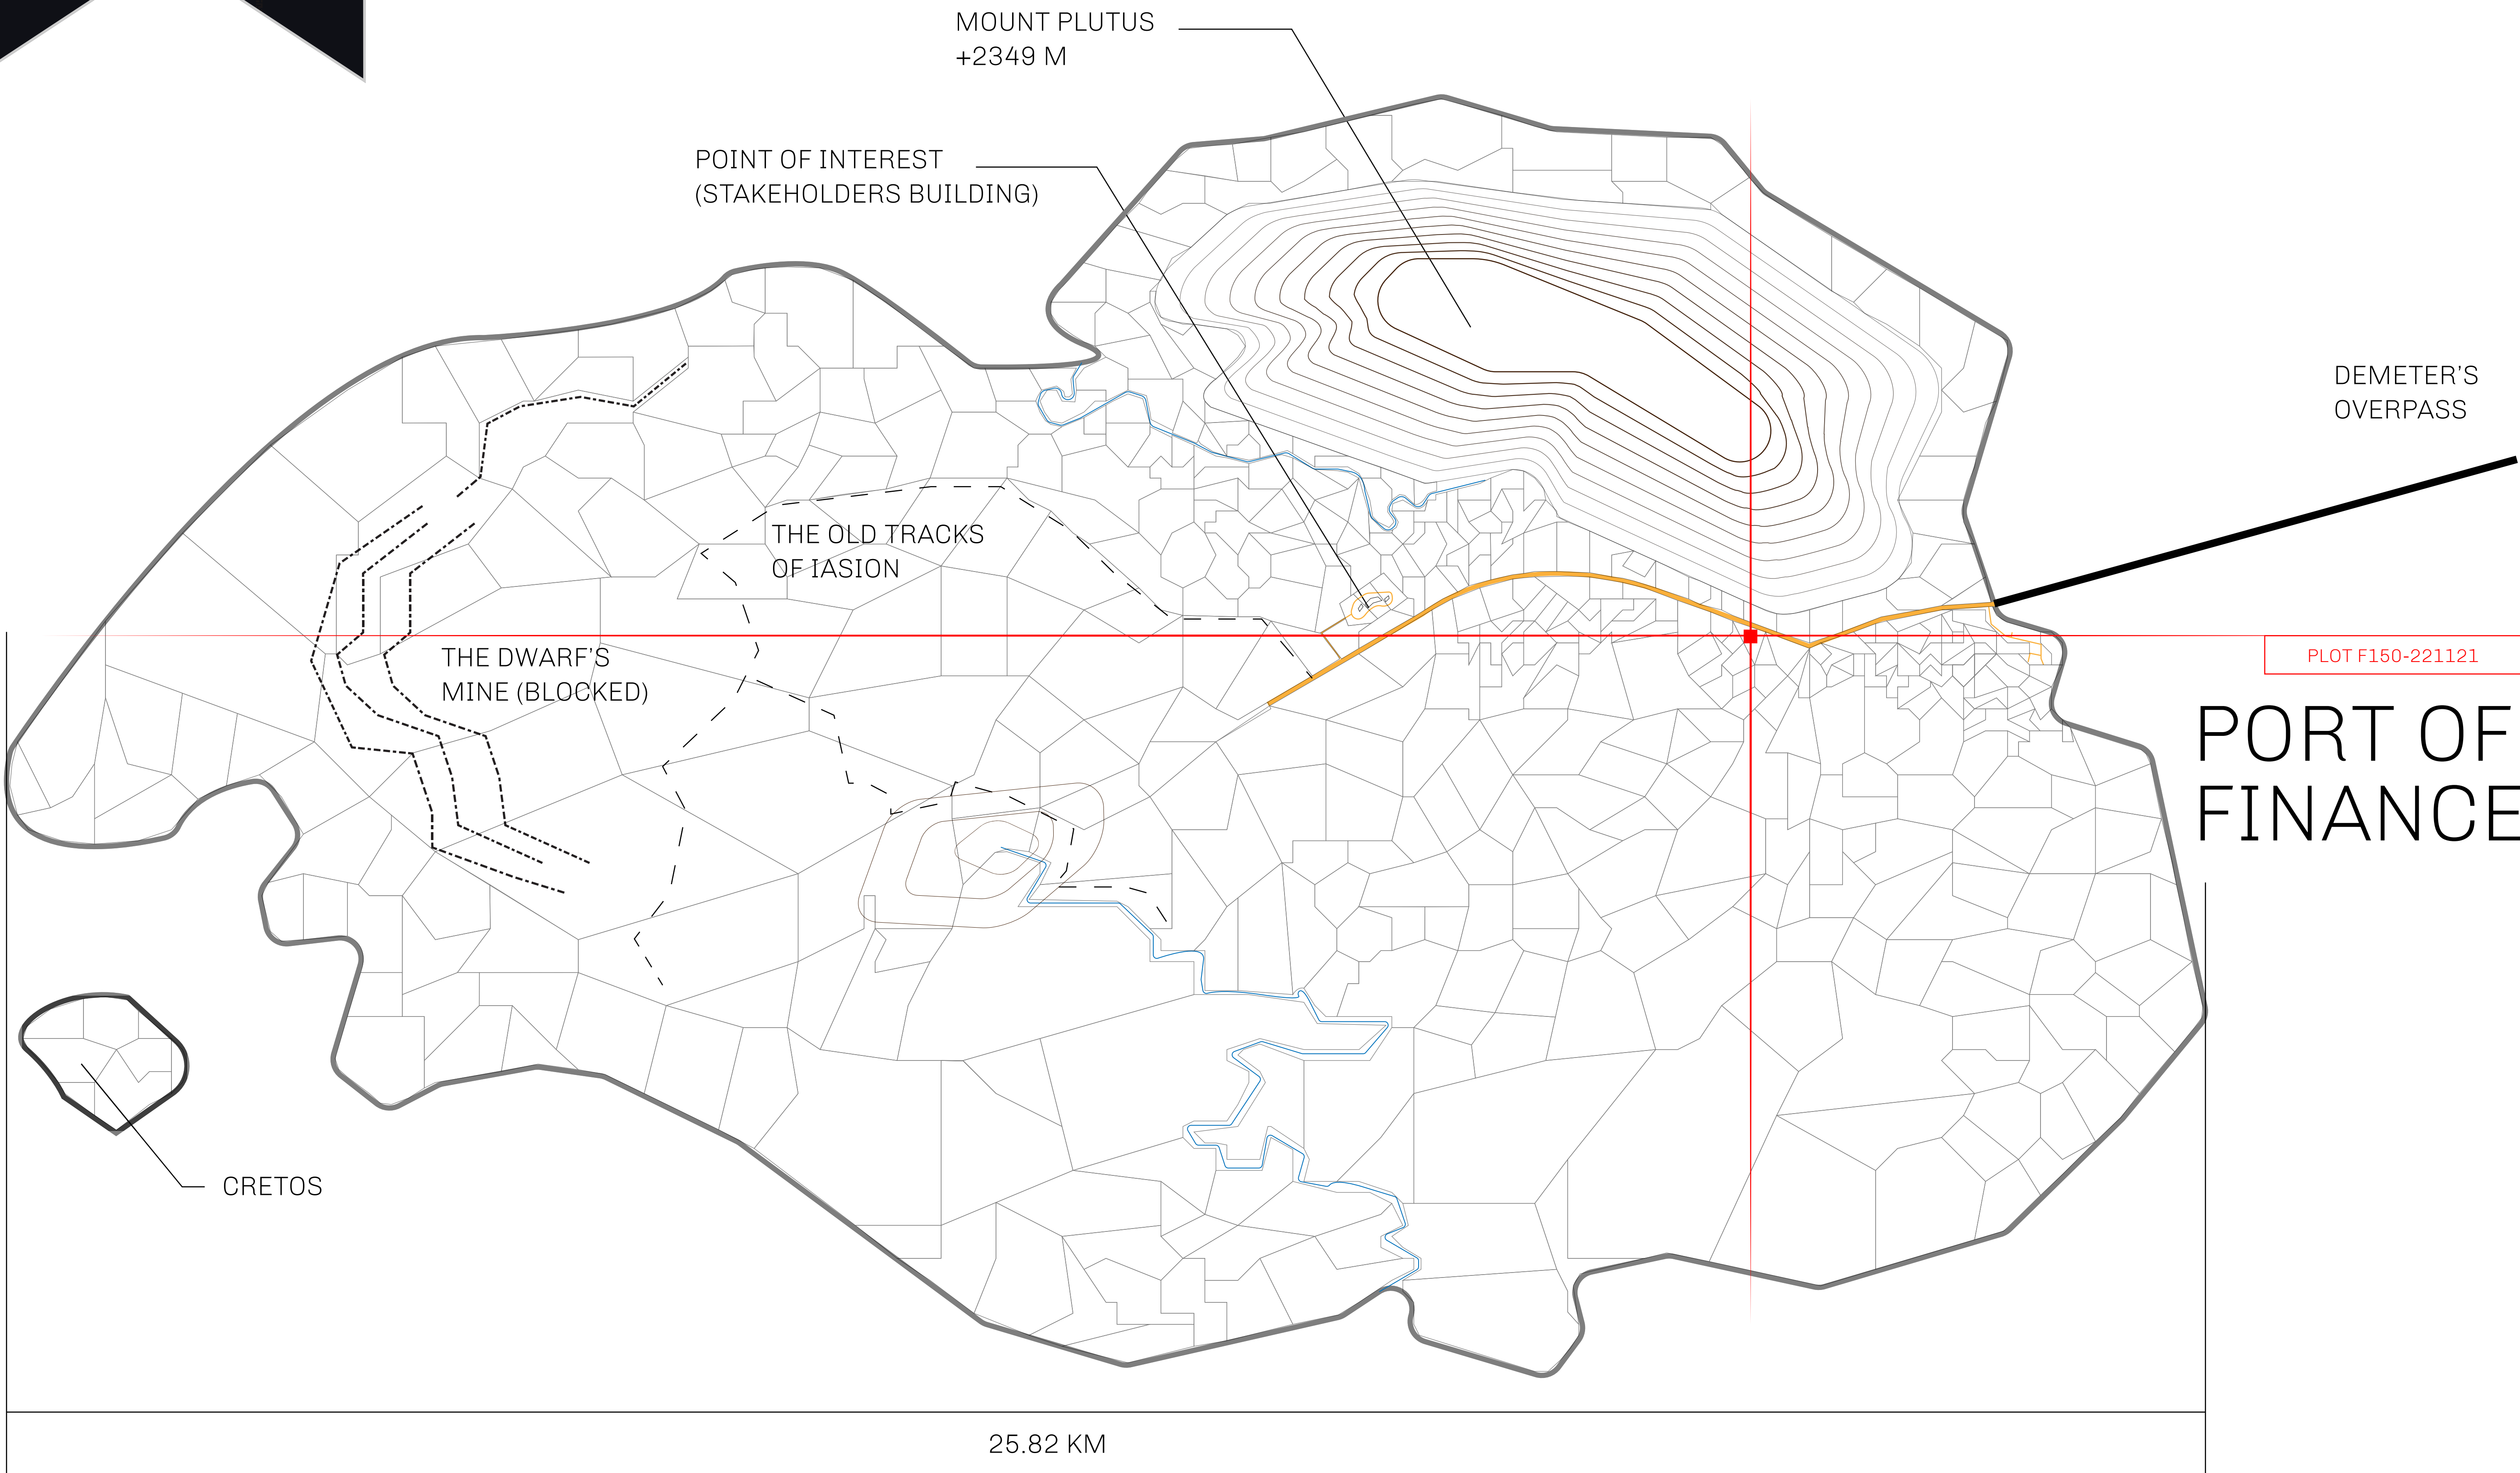 MOUNT PLUTUS
+2349 M
POINT OF INTEREST
(STAKEHOLDERS BUILDING)
DEMETER'S
OVERPASS
THE OLD TRACKS
OF IASION
THE DWARF'S
MINE (BLOCKED)
PLOT F150-221121
PORT OF
FINANCE
CRETOS
25.82 KM